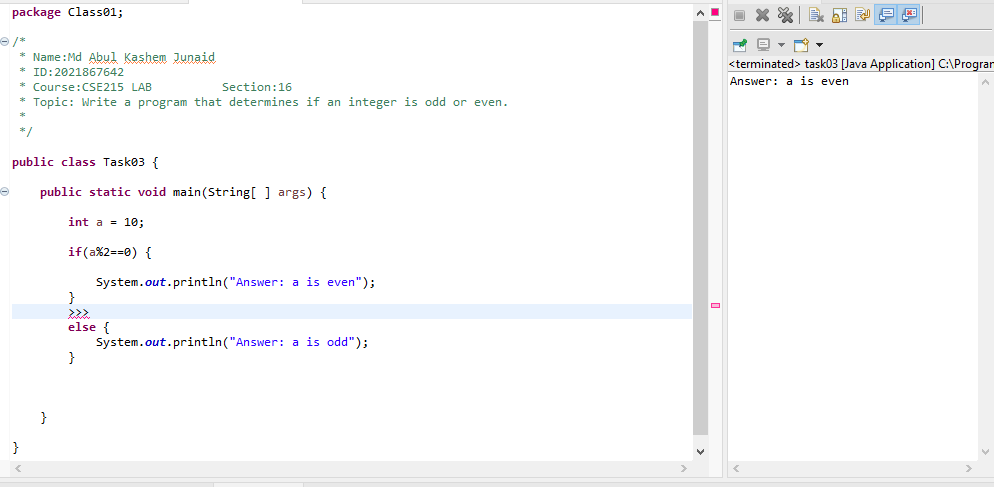 package Class01;
/*
* Name:Md Abul Kashem Junaid
* ID:2021867642
* Course:CSE215 LAB          Section:16
* Topic: Write a program that determines if an integer is odd or even.
*
*/
public class Task03 {
public static void main(String[ ] args) {
int a = 10;
if(a%2==0) {
System.out.println("Answer: a is even");
}
>>>
else {
System.out.println("Answer: a is odd");
}
}
}
<terminated> task03 [Java Application] C:\Progran
Answer: a is even